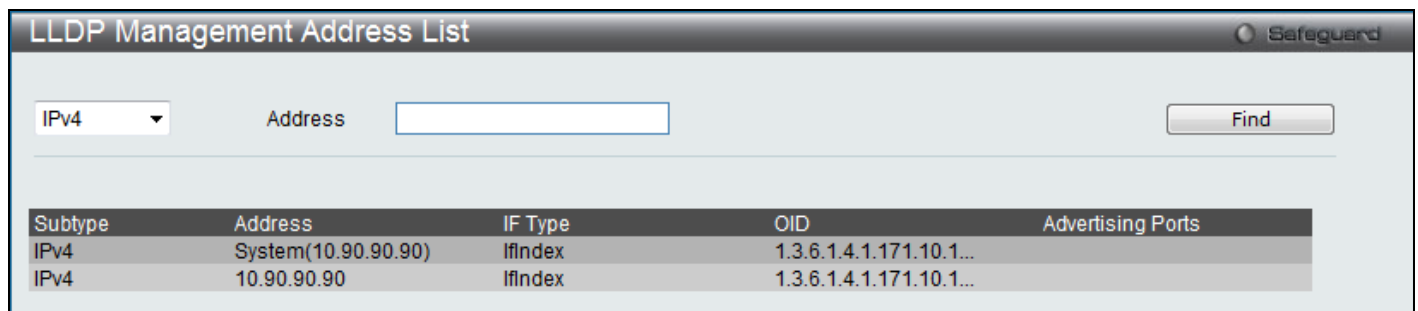 LLDP Management Address List Safeguard
IPv4 Address Find
Subtype Address IF Type OID Advertising Ports
IPv4 System(10.90.90.90) IfIndex 1.3.6.1.4.1.171.10.1...
IPv4 10.90.90.90 IfIndex 1.3.6.1.4.1.171.10.1...